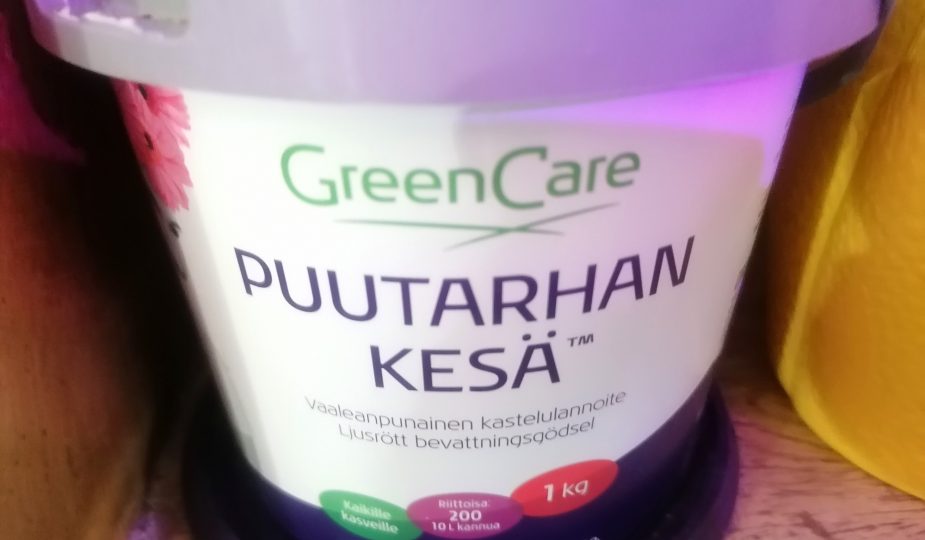 GreenCare
PUUTARHAN
KESÄ™
Vaaleanpunainen kastelulannoite
Ljusrött bevattningsgödsel
Kaikille
kasveille
Riittoisa:
200
10 L kannua
1 kg